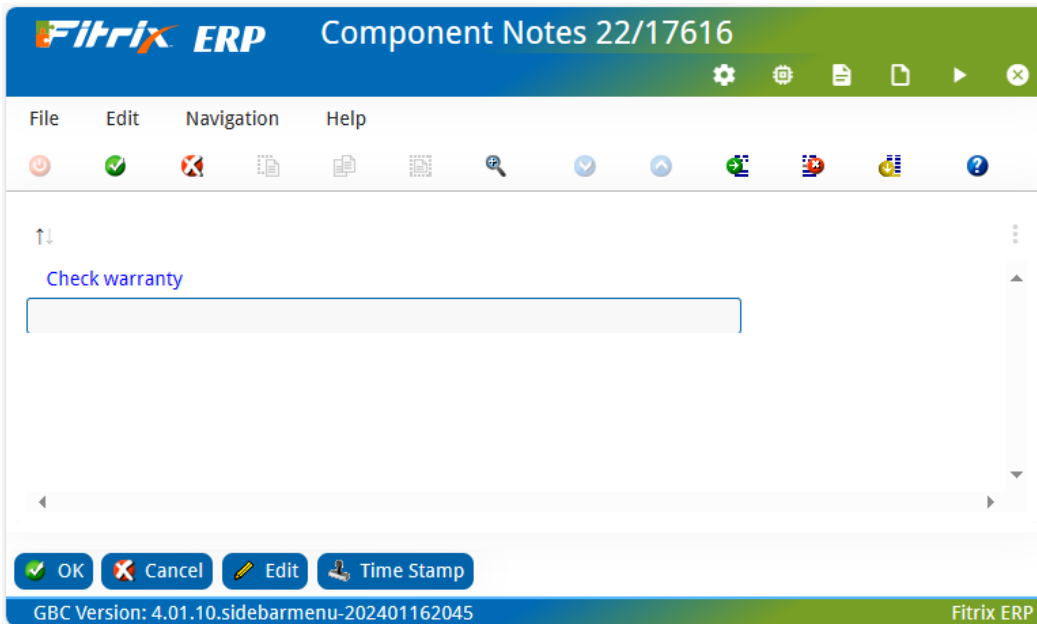 Fitrix ERP Component Notes 22/17616
File Edit Navigation Help
Check warranty
OK Cancel Edit Time Stamp
GBC Version: 4.01.10.sidebarmenu-202401162045 Fitrix ERP